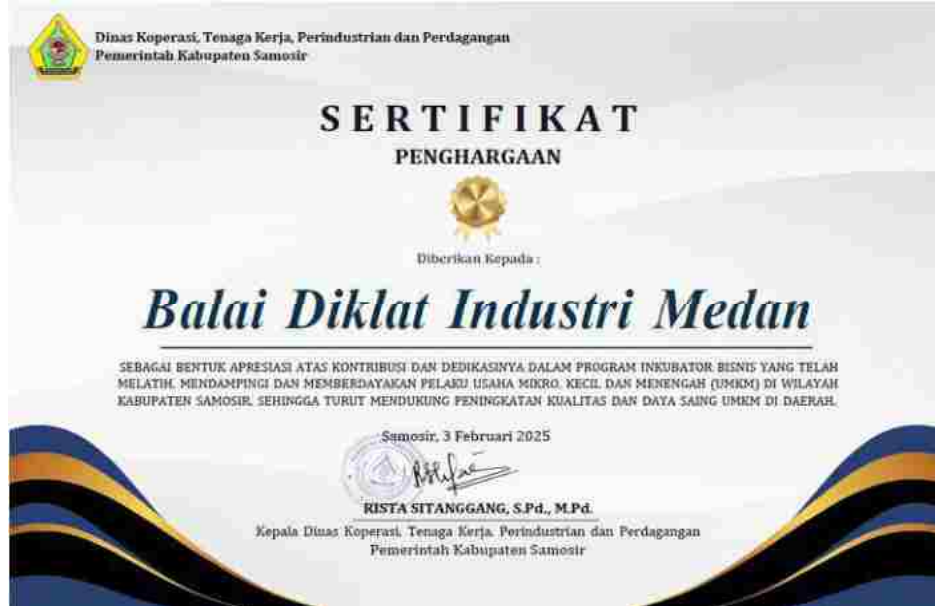 Dinas Koperasi, Tenaga Kerja, Perindustrian dan Perdagangan
Pemerintah Kabupaten Samosir
SERTIFIKAT
PENGHARGAAN
Diberikan Kepada :
Balai Diklat Industri Medan
SEBAGAI BENTUK APRESIASI ATAS KONTRIBUSI DAN DEDIKASINYA DALAM PROGRAM INKUBATOR BISNIS YANG TELAH
MELATIH, MENDAMPINGI DAN MEMBERDAYAKAN PELAKU USAHA MIKRO, KECIL DAN MENENGAH (UMKM) DI WILAYAH
KABUPATEN SAMOSIR, SEHINGGA TURUT MENDUKUNG PENINGKATAN KUALITAS DAN DAYA SAING UMKM DI DAERAH.
Samosir, 3 Februari 2025
RISTA SITANGGANG, S.Pd., M.Pd.
Kepala Dinas Koperasi, Tenaga Kerja, Perindustrian dan Perdagangan
Pemerintah Kabupaten Samosir